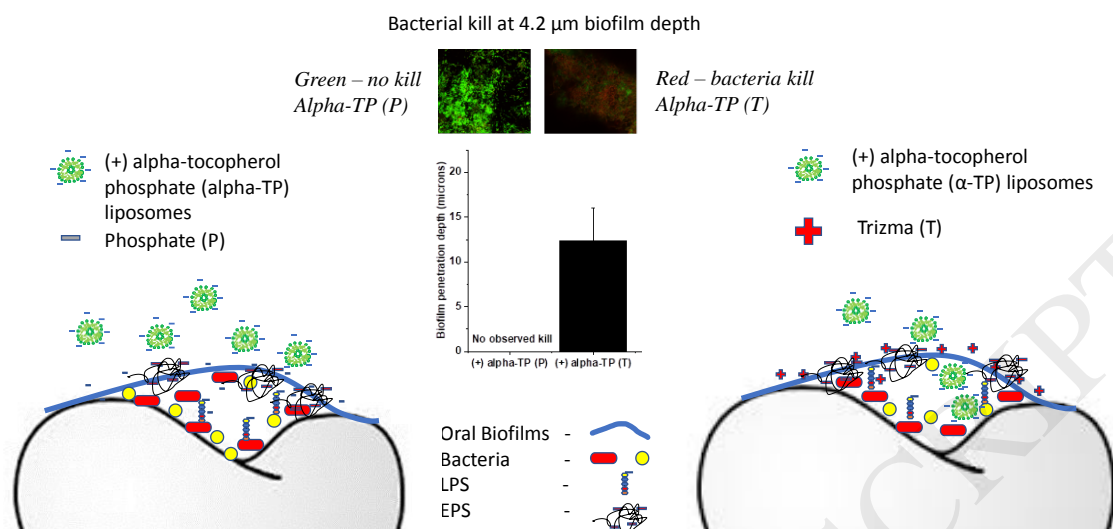 Bacterial kill at 4.2 µm biofilm depth
Green – no kill
Alpha-TP (P)
Red – bacteria kill
Alpha-TP (T)
(+) alpha-tocopherol
phosphate (alpha-TP)
liposomes
Phosphate (P)
Biofilm penetration depth (microns)
20
15
10
5
0
No observed kill
(+) alpha-TP (P)
(+) alpha-TP (T)
(+) alpha-tocopherol
phosphate (α-TP) liposomes
Trizma (T)
Oral Biofilms -
Bacteria -
LPS -
EPS -